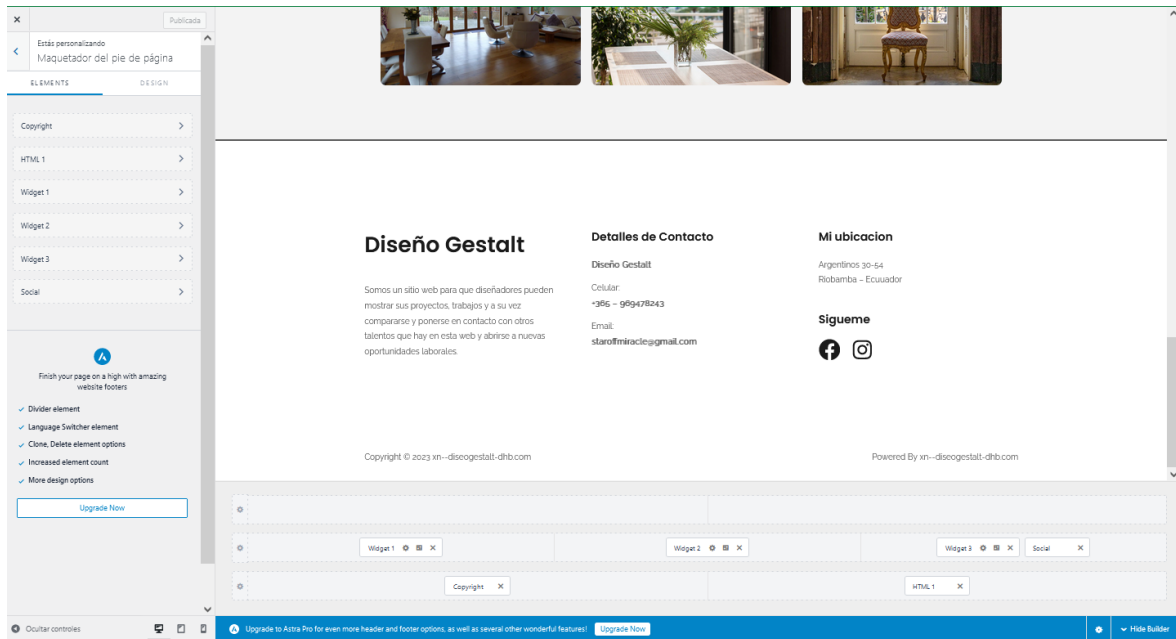 Publicada
Estás personalizando
Maquetador del pie de página
ELEMENTS
DESIGN
Copyright
HTML 1
Widget 1
Widget 2
Widget 3
Social
Finish your page on a high with amazing
website footers
Divider element
Language Switcher element
Clone, Delete element options
Increased element count
More design options
Upgrade Now
Ocultar controles
Diseño Gestalt
Somos un sitio web para que diseñadores pueden
mostrar sus proyectos, trabajos y a su vez
compararse y ponerse en contacto con otros
talentos que hay en esta web y abrirse a nuevas
oportunidades laborales.
Detalles de Contacto
Diseño Gestalt
Celular:
+365 – 969478243
Email:
staroffmiracle@gmail.com
Mi ubicacion
Argentinos 30-54
Riobamba – Ecuuador
Sigueme
Copyright © 2023 xn--diseogestalt-dhb.com
Powered By xn--diseogestalt-dhb.com
Widget 1
Widget 2
Widget 3
Social
Copyright
HTML 1
Upgrade to Astra Pro for even more header and footer options, as well as several other wonderful features!
Upgrade Now
Hide Builder